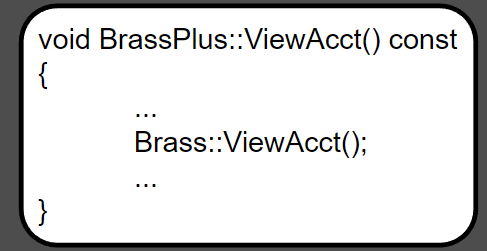 void BrassPlus::ViewAcct() const
{
...
Brass::ViewAcct();
...
}